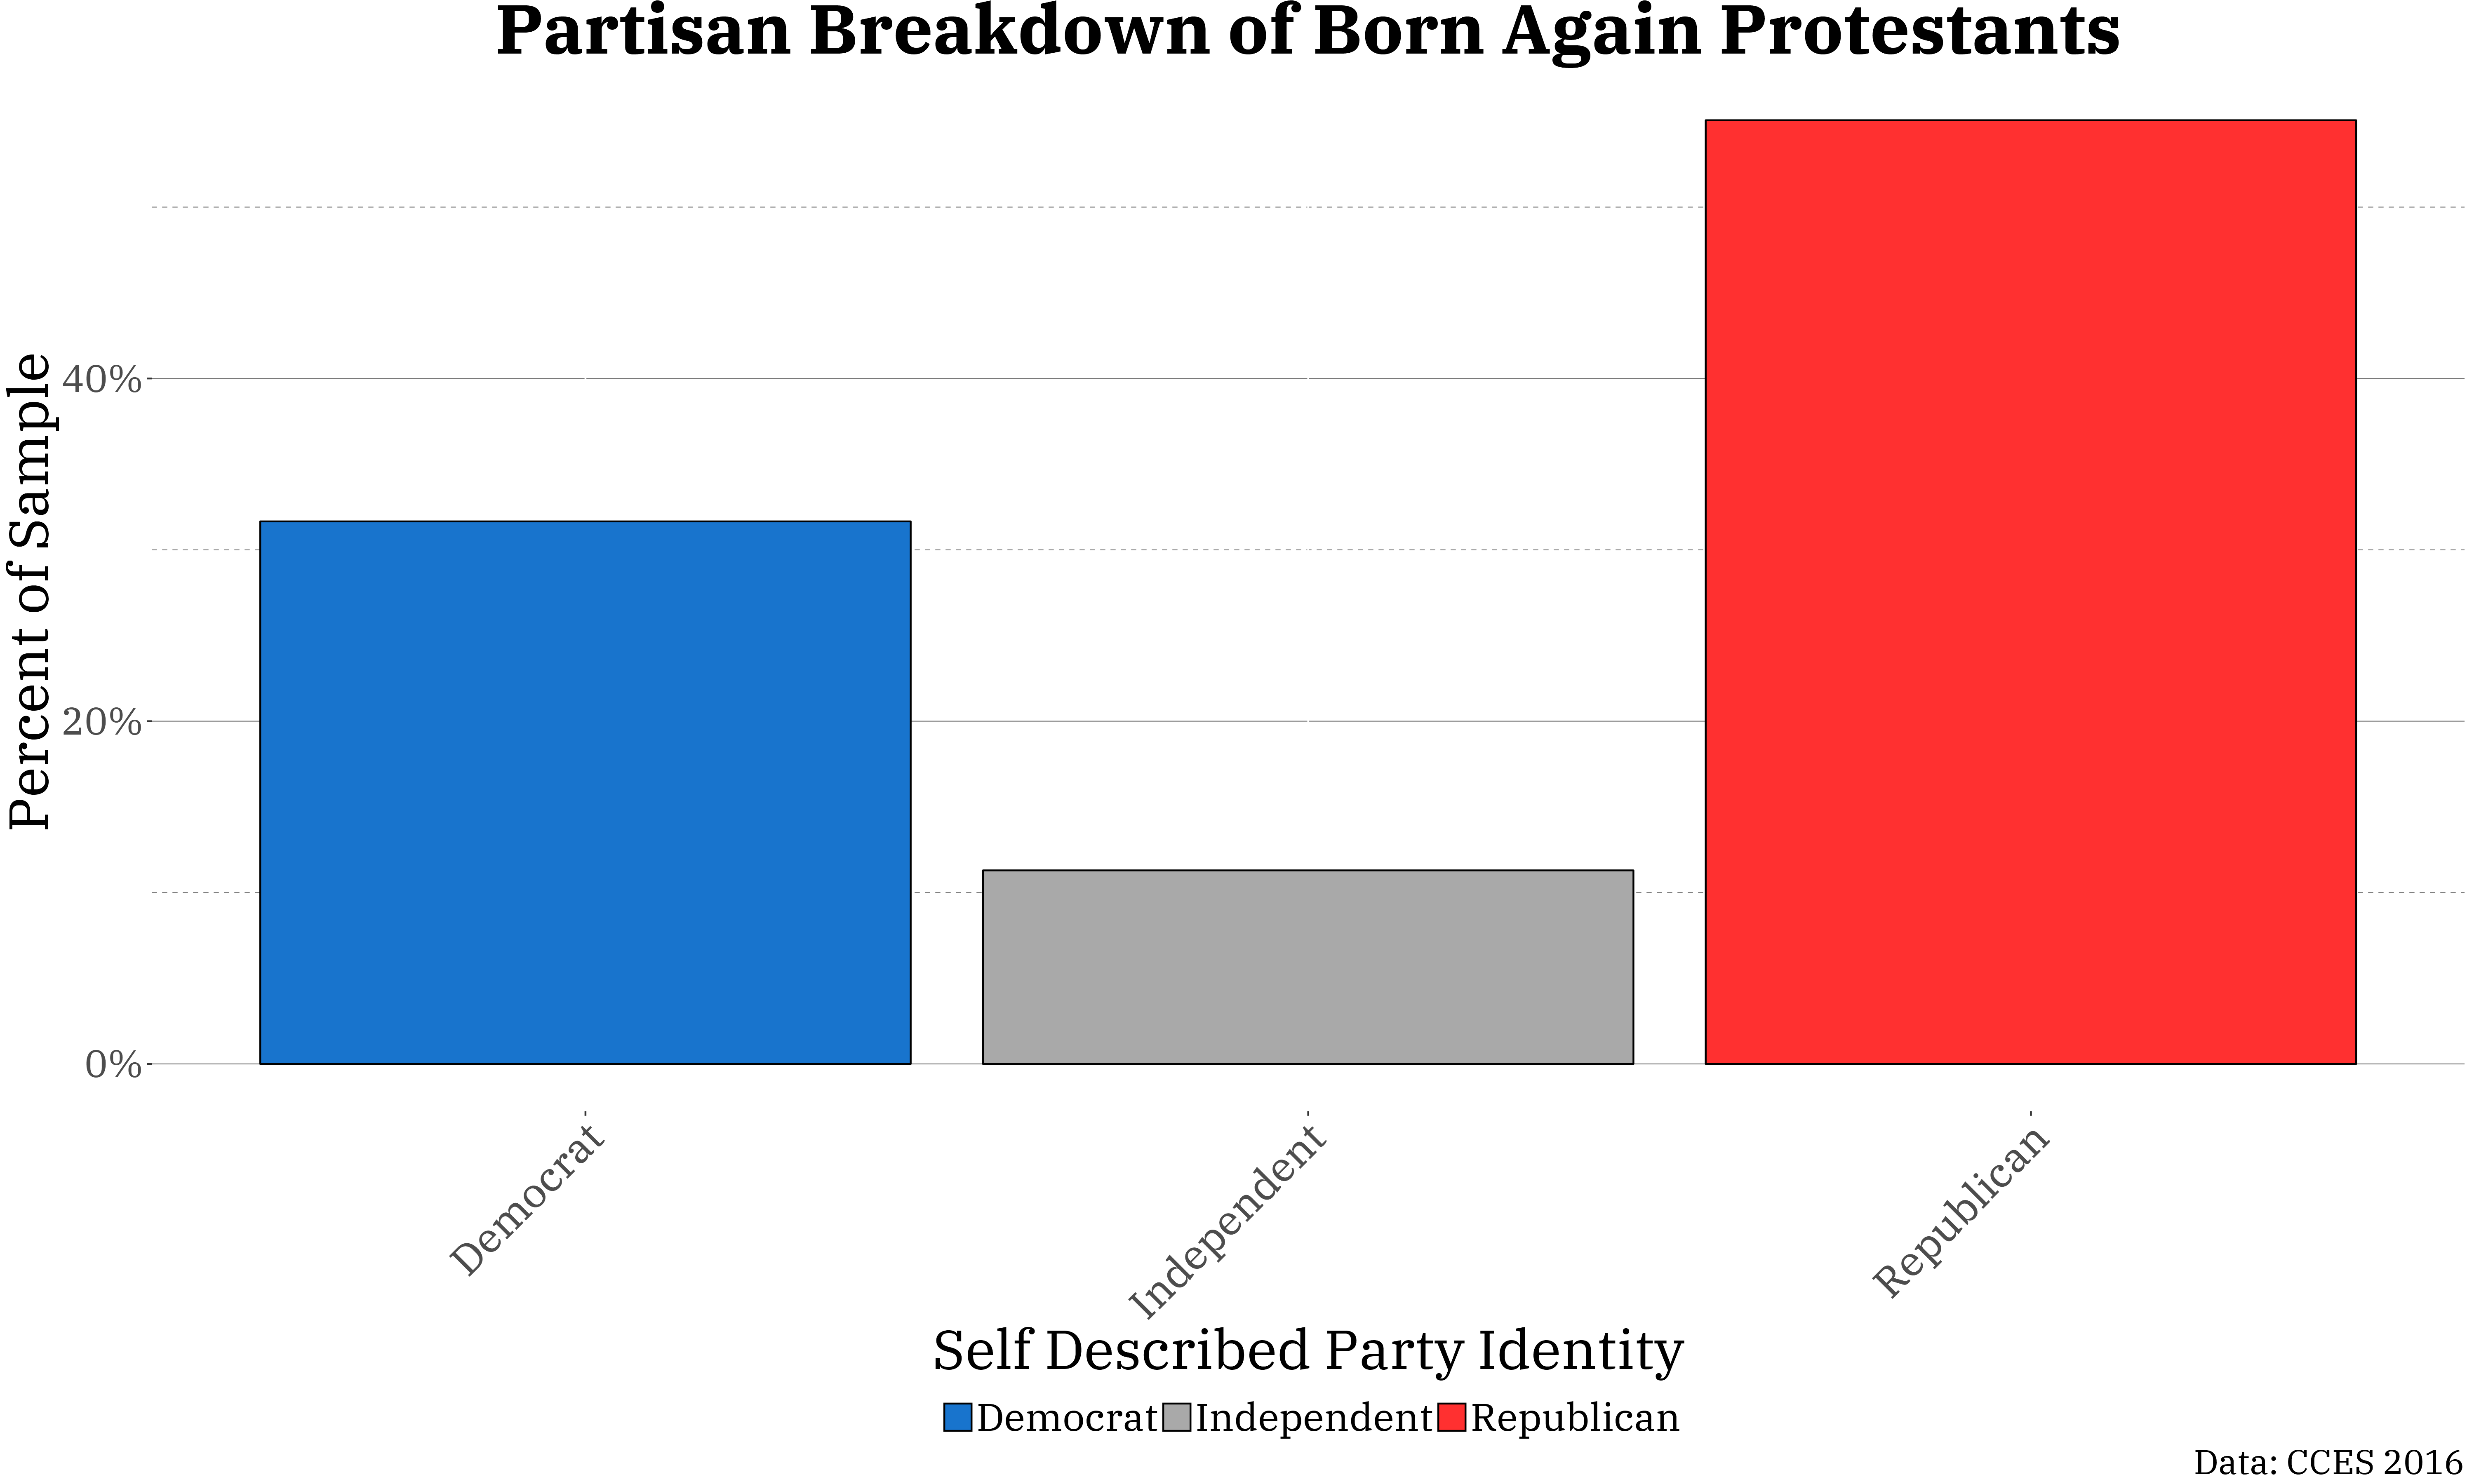 Partisan Breakdown of Born Again Protestants
Percent of Sample
40%
20%
0%
Democrat
Independent
Republican
Self Described Party Identity
Democrat Independent Republican
Data: CCES 2016